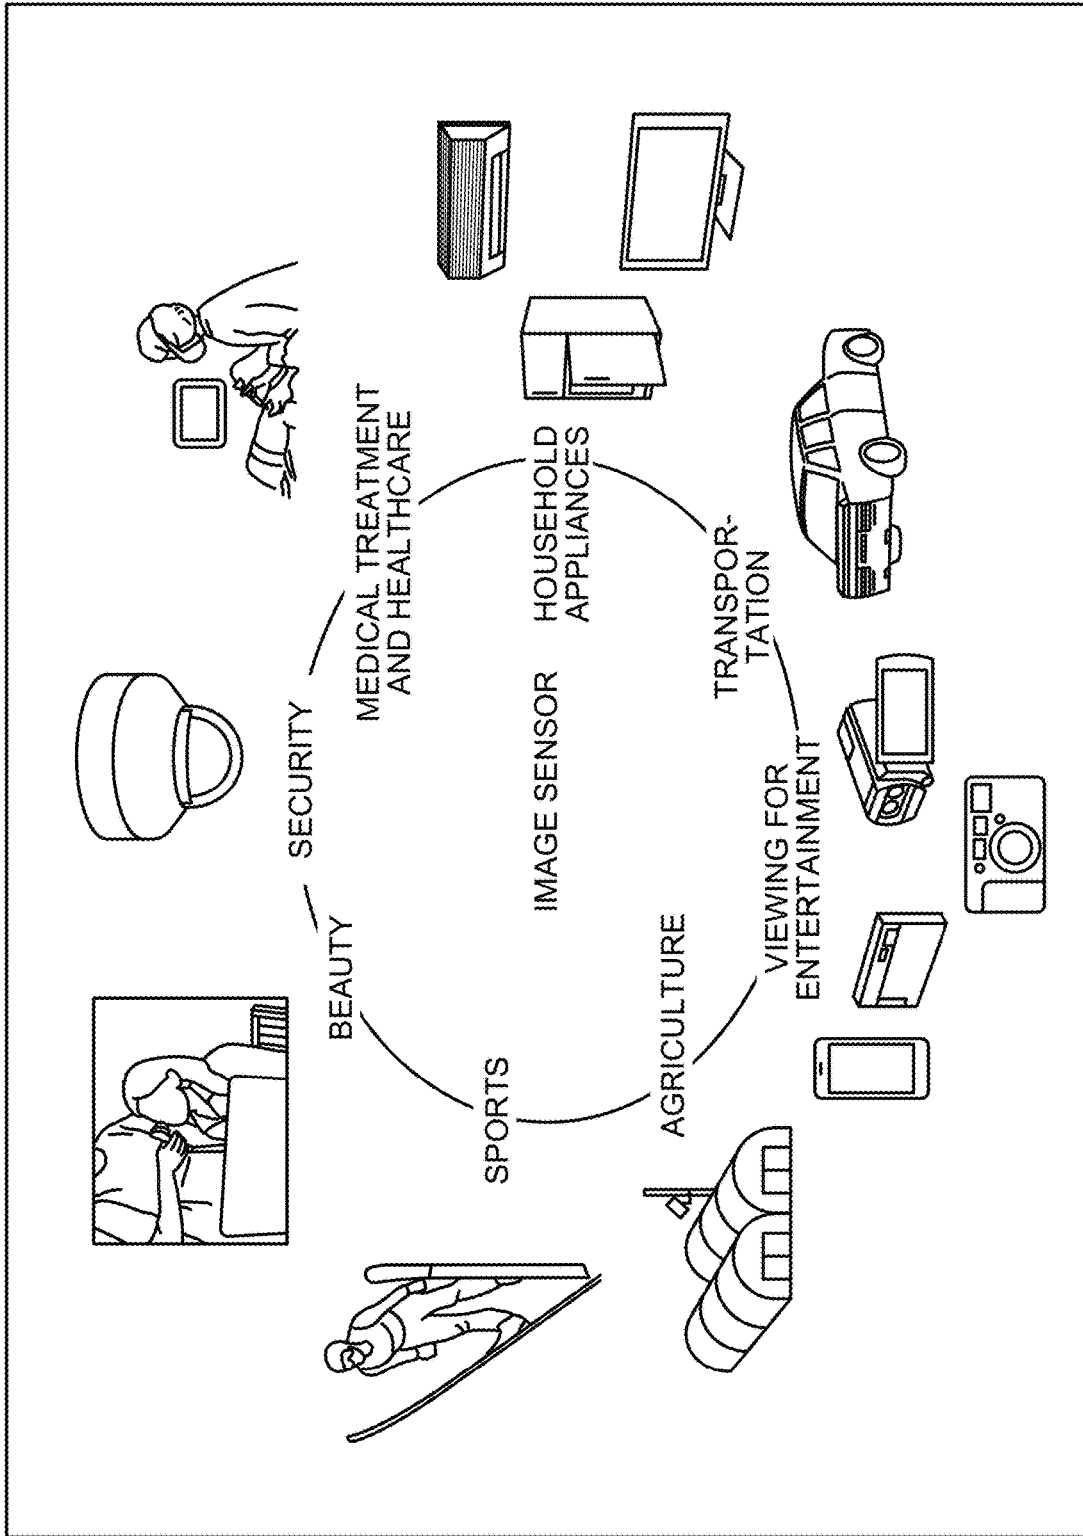 SECURITY
BEAUTY
MEDICAL TREATMENT
AND HEALTHCARE
SPORTS
IMAGE SENSOR
HOUSEHOLD
APPLIANCES
AGRICULTURE
TRANSPOR-
TATION
VIEWING FOR
ENTERTAINMENT